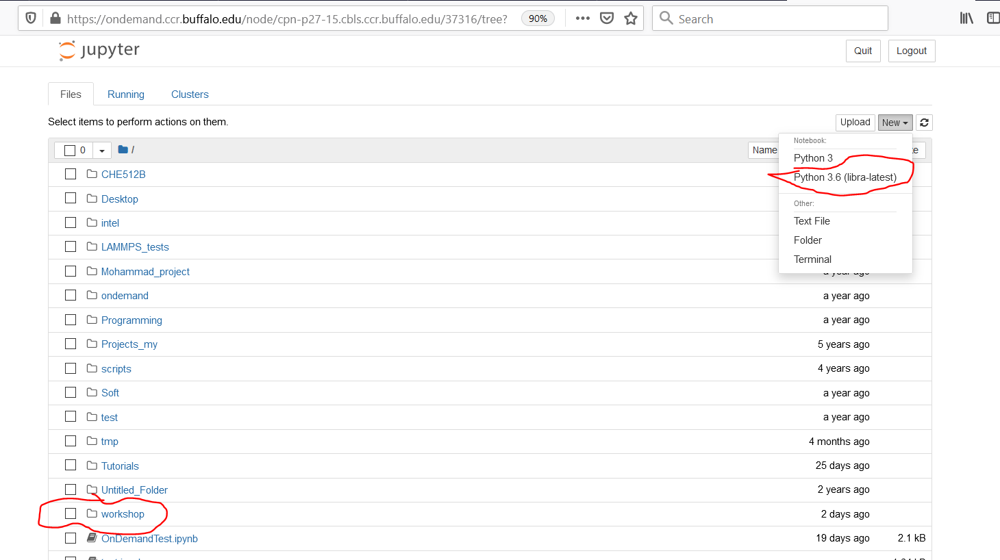 https://ondemand.ccr.buffalo.edu/node/cpn-p27-15.cbls.ccr.buffalo.edu/37316/tree? 90% Search
jupyter Quit Logout
Files Running Clusters
Select items to perform actions on them. Upload New
0 / Name
Notebook:
Python 3
Python 3.6 (libra-latest)
Other:
Text File
Folder
Terminal
CHE512B
Desktop
intel
LAMMPS_tests
Mohammad_project a year ago
ondemand a year ago
Programming a year ago
Projects_my 5 years ago
scripts 4 years ago
Soft a year ago
test a year ago
tmp 4 months ago
Tutorials 25 days ago
Untitled_Folder 2 years ago
workshop 2 days ago
OnDemandTest.ipynb 19 days ago 2.1 kB